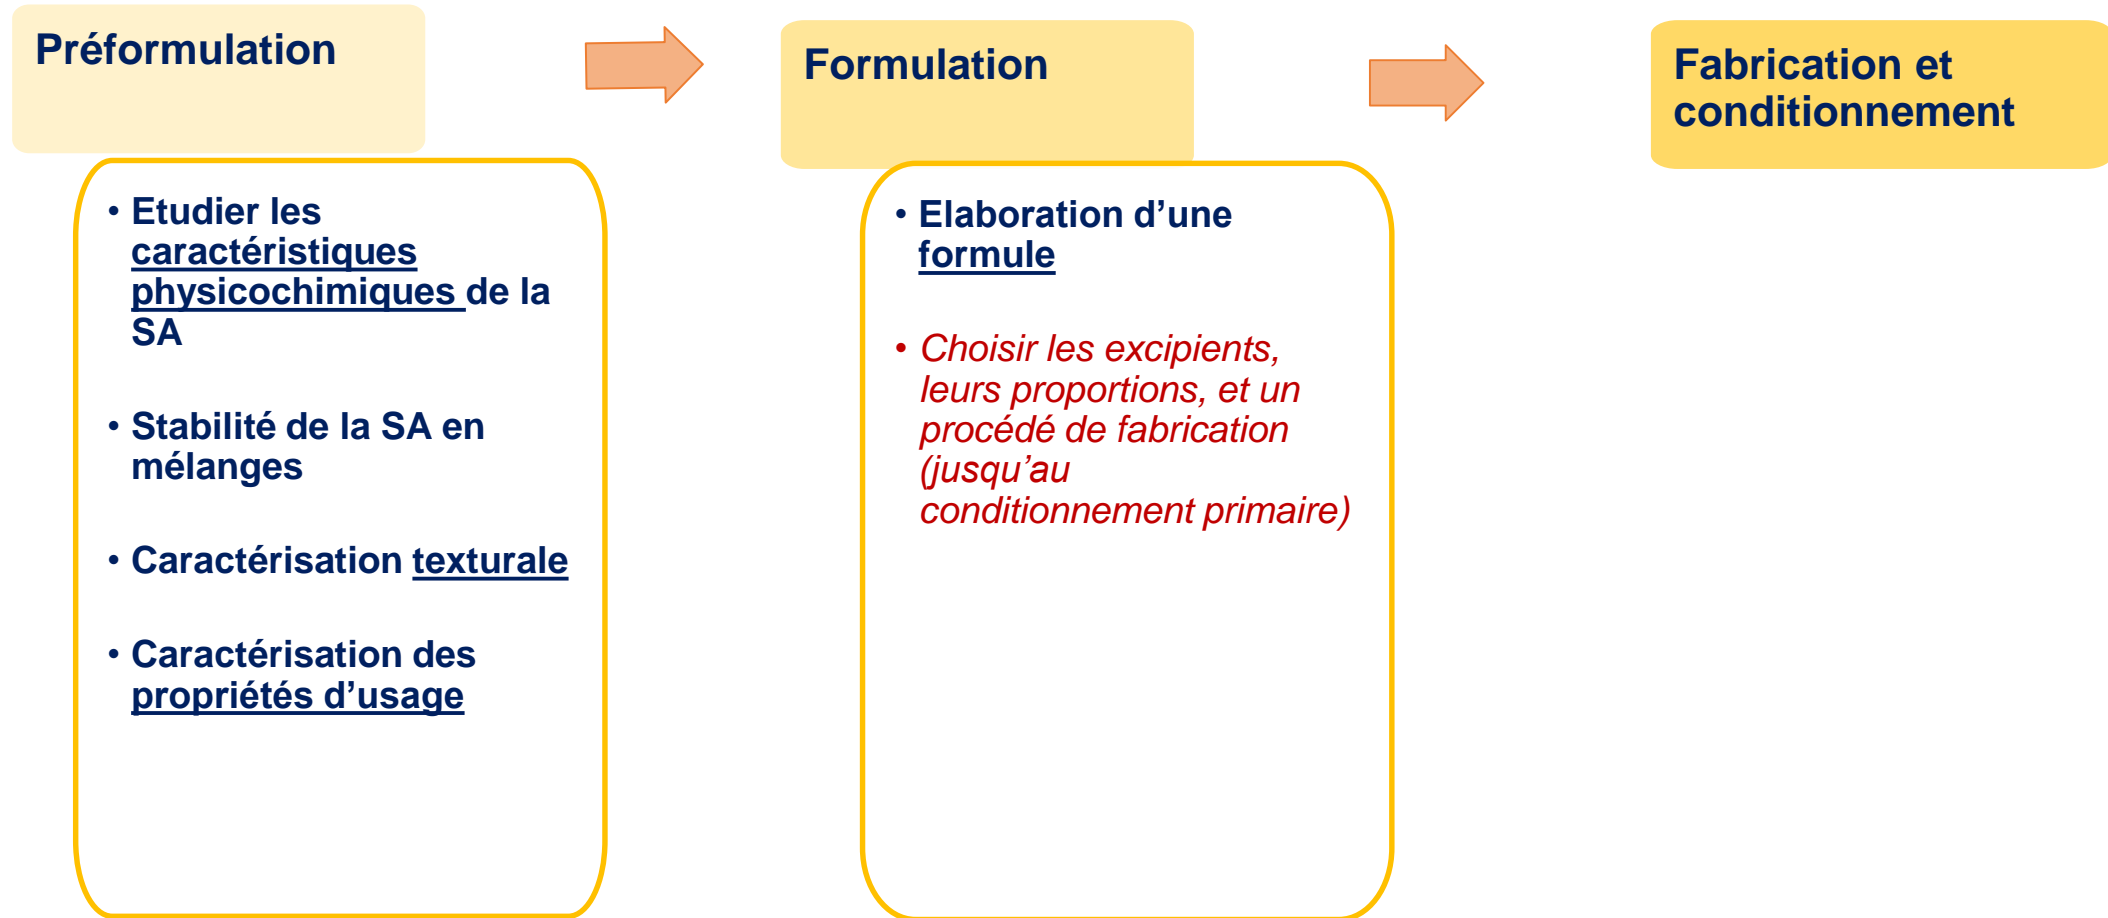 Préformulation
• Etudier les
caractéristiques
physicochimiques de la
SA
• Stabilité de la SA en
mélanges
• Caractérisation texturale
• Caractérisation des
propriétés d’usage
Formulation
• Elaboration d’une
formule
• Choisir les excipients,
leurs proportions, et un
procédé de fabrication
(jusqu’au
conditionnement primaire)
Fabrication et
conditionnement